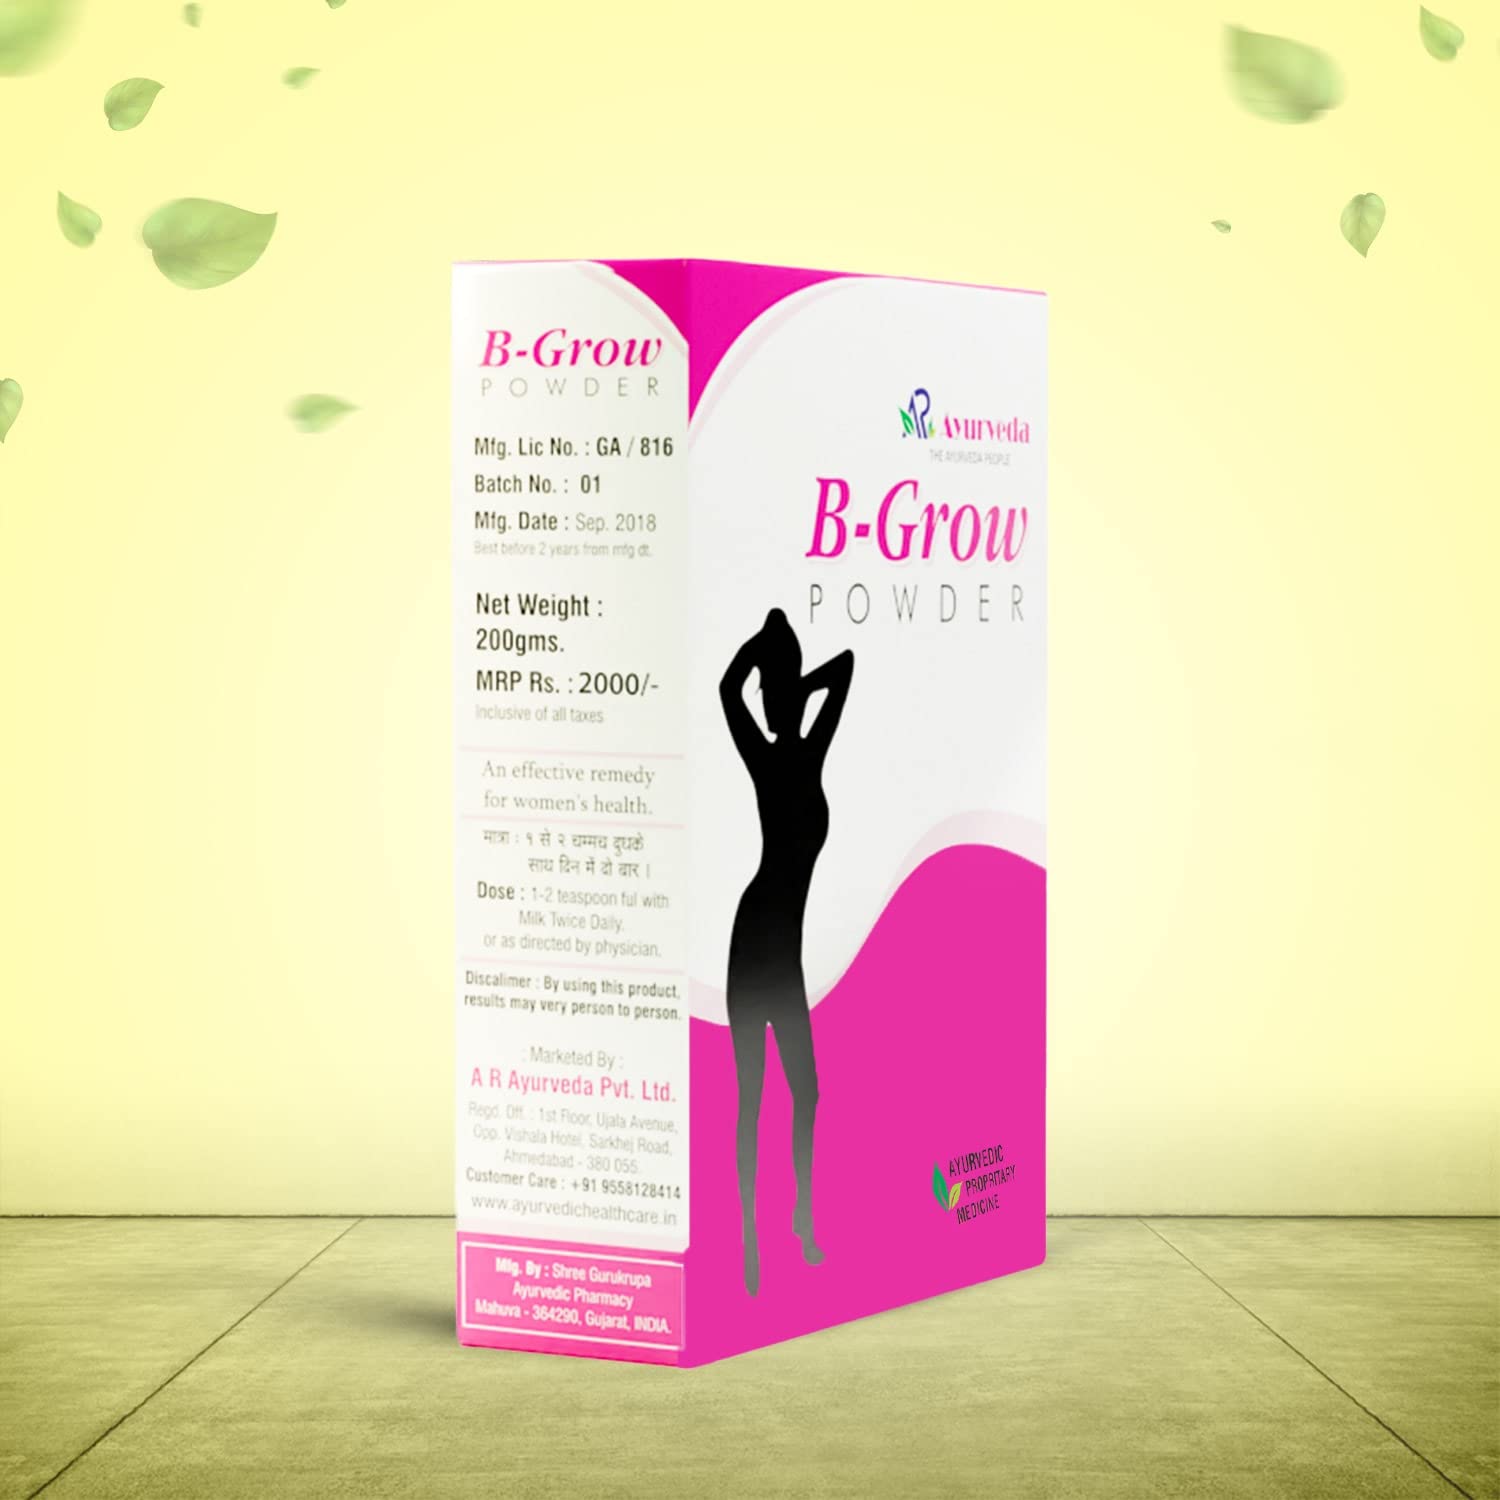 B-Grow
POWDER
Mfg. Lic No. : GA / 816
Batch No. : 01
Mfg. Date : Sep. 2018
Best before 2 years from mfg dt.
Net Weight :
200gms.
MRP Rs. : 2000/-
Inclusive of all taxes
An effective remedy
for women's health.
मात्रा : १ से २ चम्मच दुधके
साथ दिन में दो बार ।
Dose : 1-2 teaspoon ful with
Milk Twice Daily.
or as directed by physician.
Discalimer : By using this product,
results may very person to person.
: Marketed By :
A R Ayurveda Pvt. Ltd.
Regd. Off. : 1st Floor, Ujala Avenue,
Opp. Vishala Hotel, Sarkhej Road,
Ahmedabad - 380 055.
Customer Care : +91 9558128414
www.ayurvedichealthcare.in
Mfg. By : Shree Gurukrupa
Ayurvedic Pharmacy
Mahuva - 364290, Gujarat, INDIA.
AR Ayurveda
THE AYURVEDA PEOPLE
B-Grow
POWDER
AYURVEDIC
PROPRITARY
MEDICINE